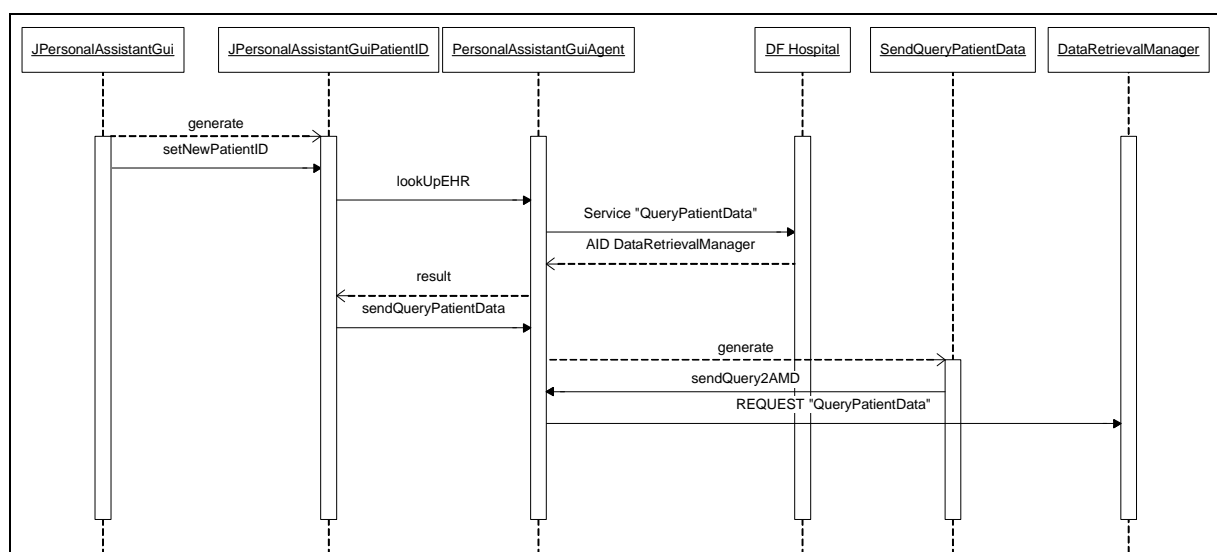 JPersonalAssistantGui
JPersonalAssistantGuiPatientID
PersonalAssistantGuiAgent
DF Hospital
SendQueryPatientData
DataRetrievalManager
generate
setNewPatientID
lookUpEHR
Service "QueryPatientData"
AID DataRetrievalManager
result
sendQueryPatientData
generate
sendQuery2AMD
REQUEST "QueryPatientData"